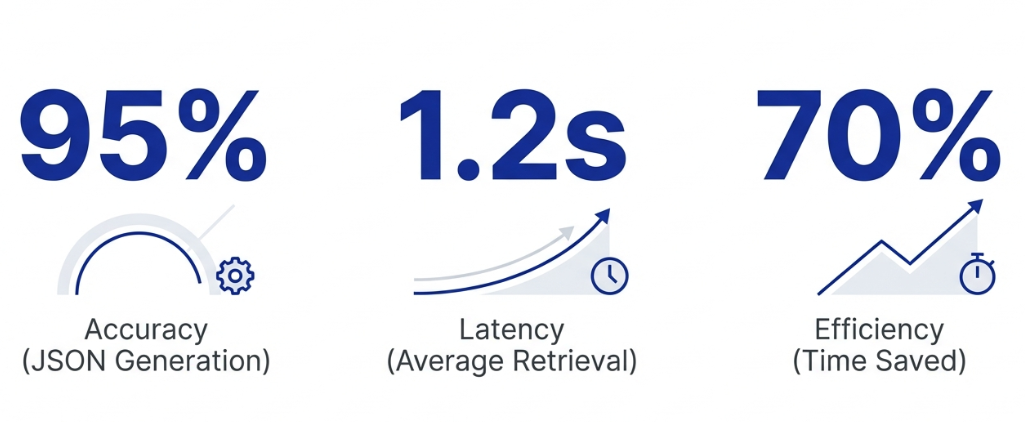 95%
Accuracy
(JSON Generation)
1.2s
Latency
(Average Retrieval)
70%
Efficiency
(Time Saved)